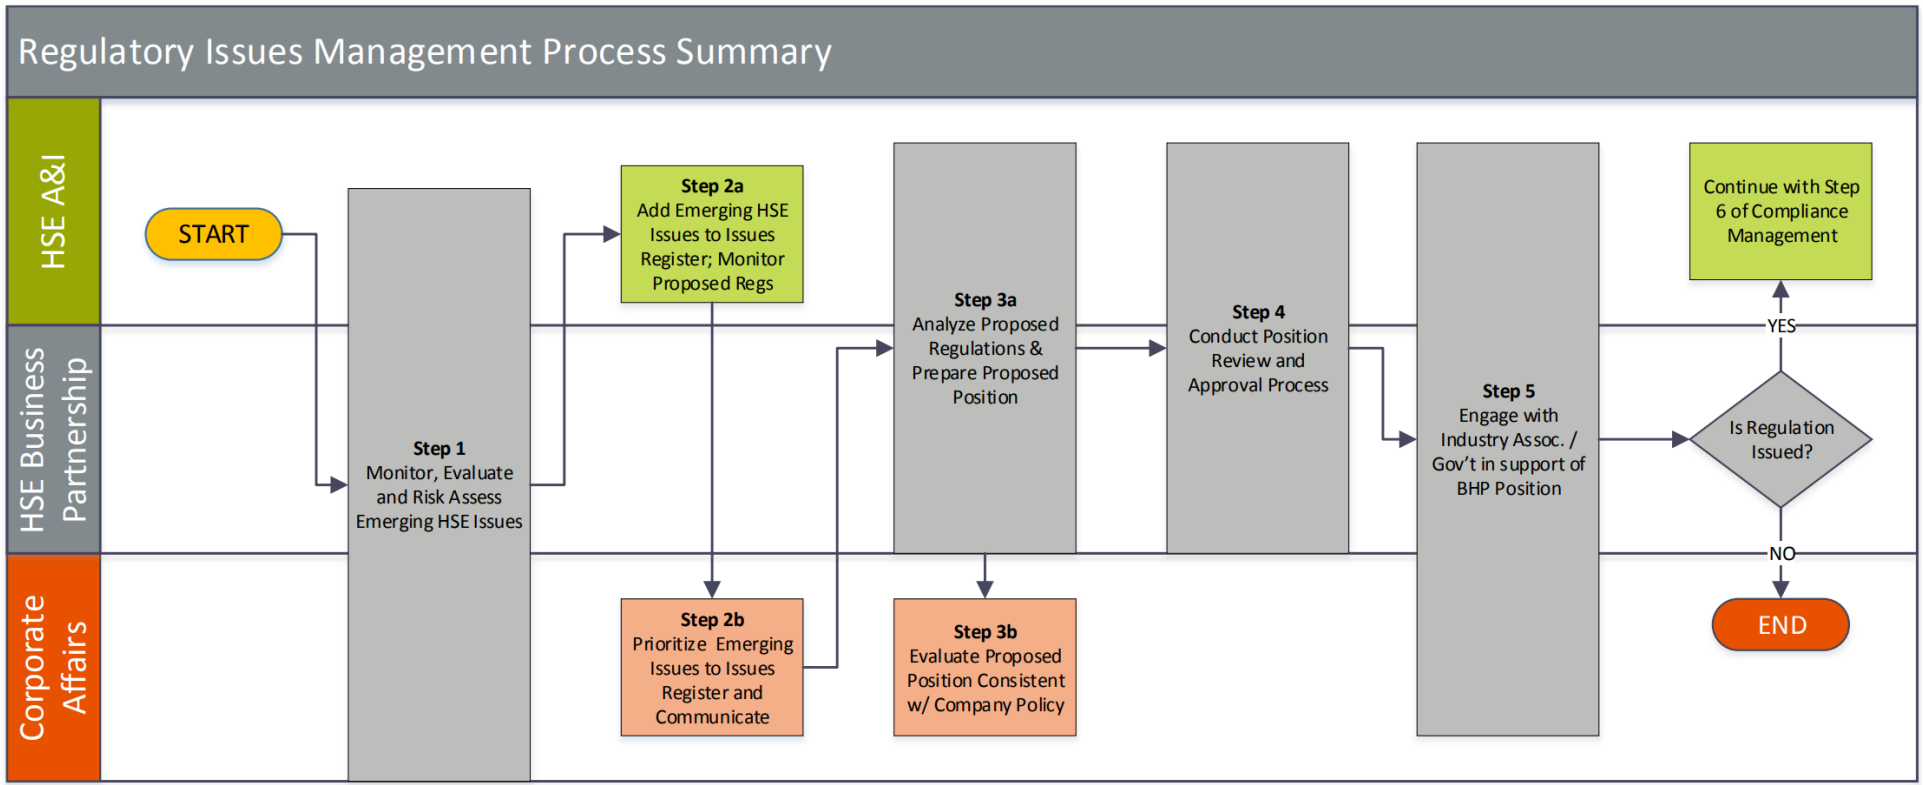 Regulatory Issues Management Process Summary
HSE A&I
HSE Business
Partnership
Corporate
Affairs
START
Step 1
Monitor, Evaluate
and Risk Assess
Emerging HSE Issues
Step 2a
Add Emerging HSE
Issues to Issues
Register; Monitor
Proposed Regs
Step 2b
Prioritize Emerging
Issues to Issues
Register and
Communicate
Step 3a
Analyze Proposed
Regulations &
Prepare Proposed
Position
Step 3b
Evaluate Proposed
Position Consistent
w/ Company Policy
Step 4
Conduct Position
Review and
Approval Process
Step 5
Engage with
Industry Assoc. /
Gov't in support of
BHP Position
Continue with Step
6 of Compliance
Management
YES
Is Regulation
Issued?
NO
END